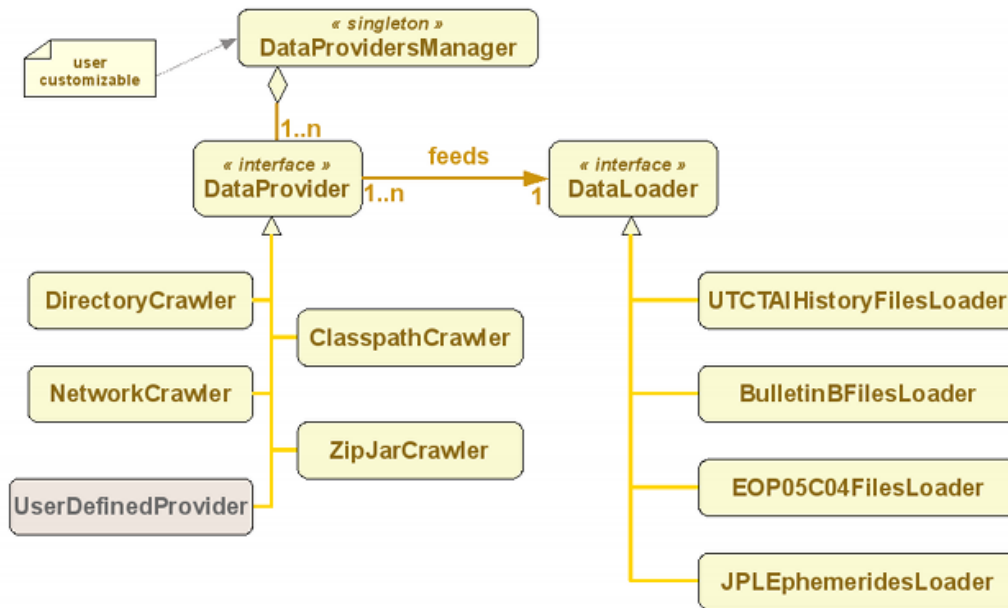 « singleton »
DataProvidersManager
user
customizable
1..n
« interface »
DataProvider
feeds
1..n
1
« interface »
DataLoader
DirectoryCrawler
ClasspathCrawler
NetworkCrawler
ZipJarCrawler
UserDefinedProvider
UTCTAIHistoryFilesLoader
BulletinBFilesLoader
EOP05C04FilesLoader
JPLEphemeridesLoader